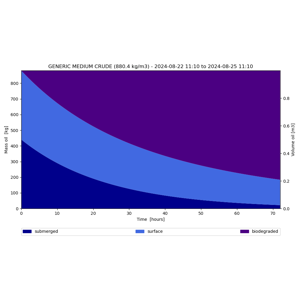 GENERIC MEDIUM CRUDE (880.4 kg/m3) - 2024-08-22 11:10 to 2024-08-25 11:10
Mass oil [kg]
800
700
600
500
400
300
200
100
0
0.8
0.6
0.4
0.2
0.0
Volume oil [m3]
0 10 20 30 40 50 60 70
Time [hours]
submerged surface biodegraded